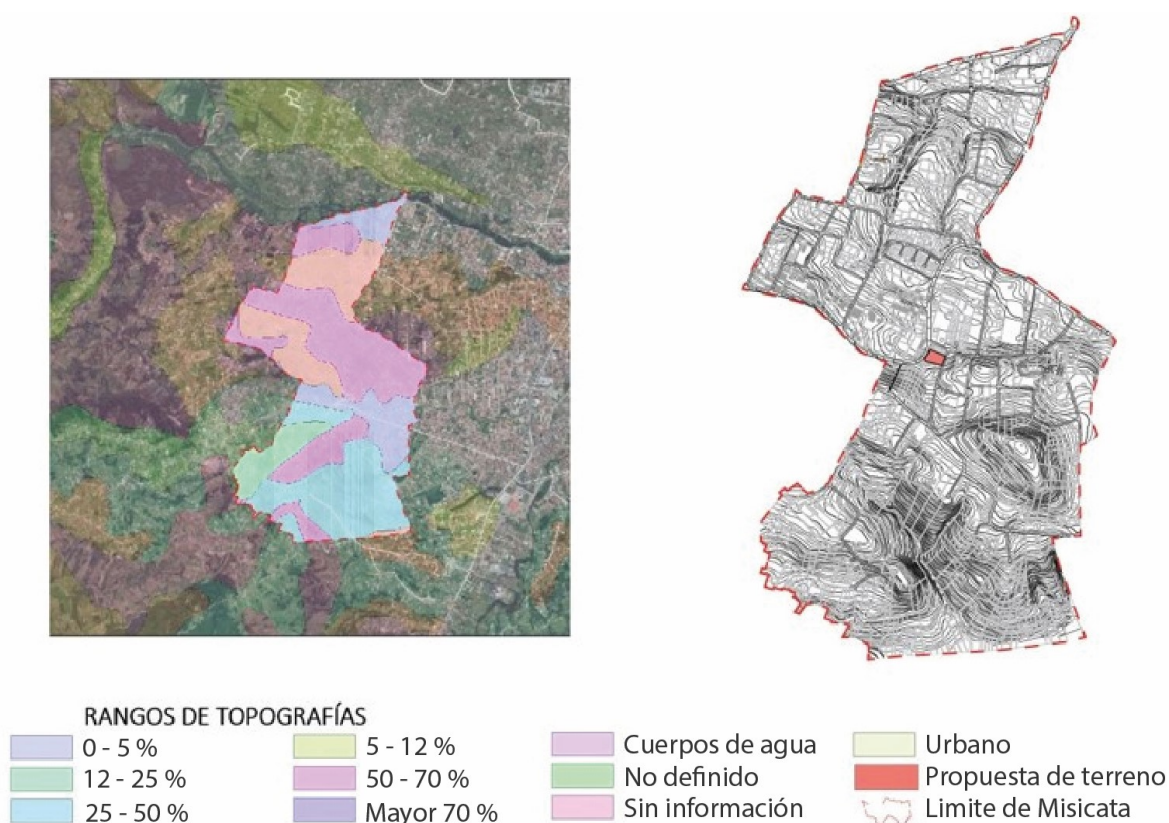 RANGOS DE TOPOGRAFÍAS
0 - 5 %
12 - 25 %
25 - 50 %
5 - 12 %
50 - 70 %
Mayor 70 %
Cuerpos de agua
No definido
Sin información
Urbano
Propuesta de terreno
Limite de Misicata